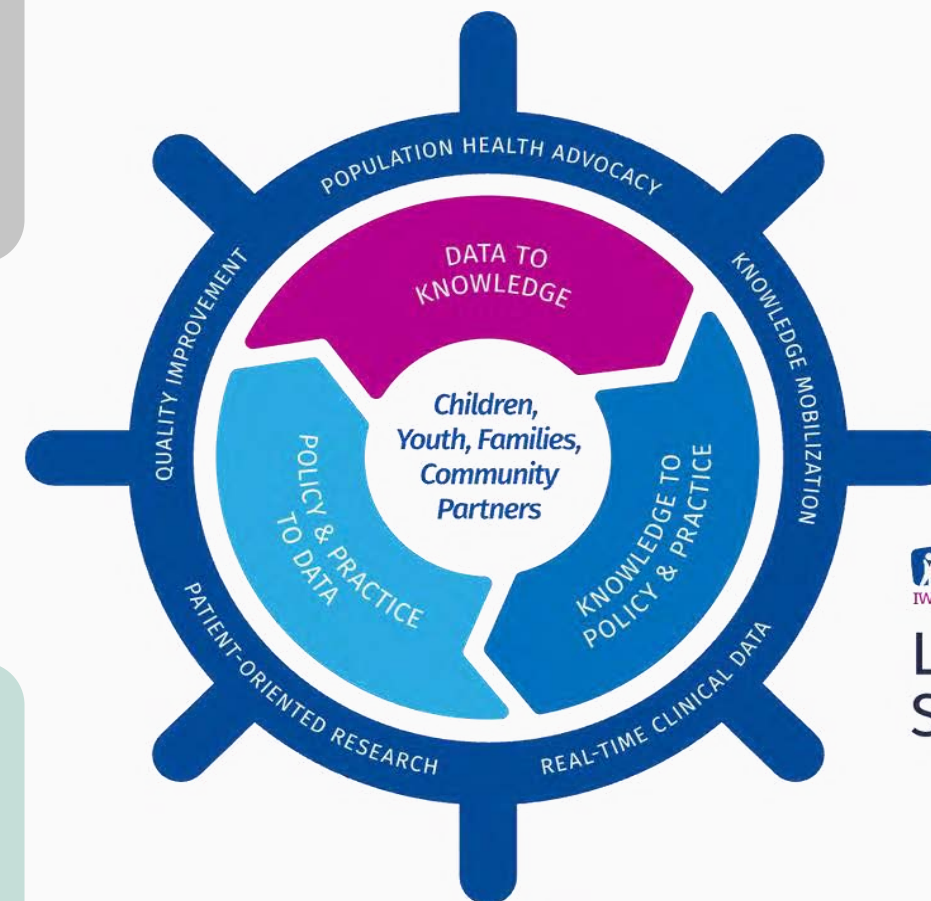 POPULATION HEALTH ADVOCACY
KNOWLEDGE MOBILIZATION
REAL-TIME CLINICAL DATA
PATIENT-ORIENTED RESEARCH
QUALITY IMPROVEMENT
DATA TO
KNOWLEDGE
KNOWLEDGE TO
POLICY & PRACTICE
POLICY & PRACTICE
TO DATA
Children,
Youth, Families,
Community
Partners
IW
L
S